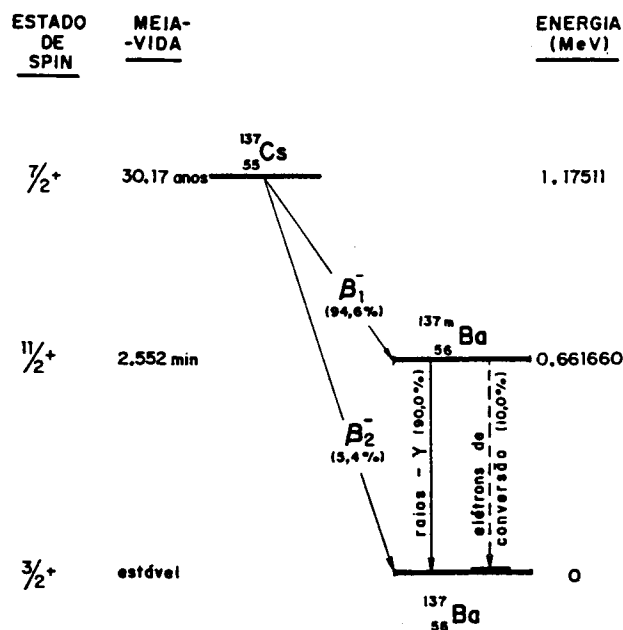 ESTADO DE SPIN
MEIA-
-VIDA
ENERGIA
(MeV)
137
55 Cs
7/2+
30.17 anos
1.17511
β1-
(94,6%)
137m
56 Ba
11/2+
2.552 min
0.661660
β2-
(5,4%)
raios - γ (90,0%)
elétrons de
conversão (10,0%)
3/2+
estável
0
137
56 Ba